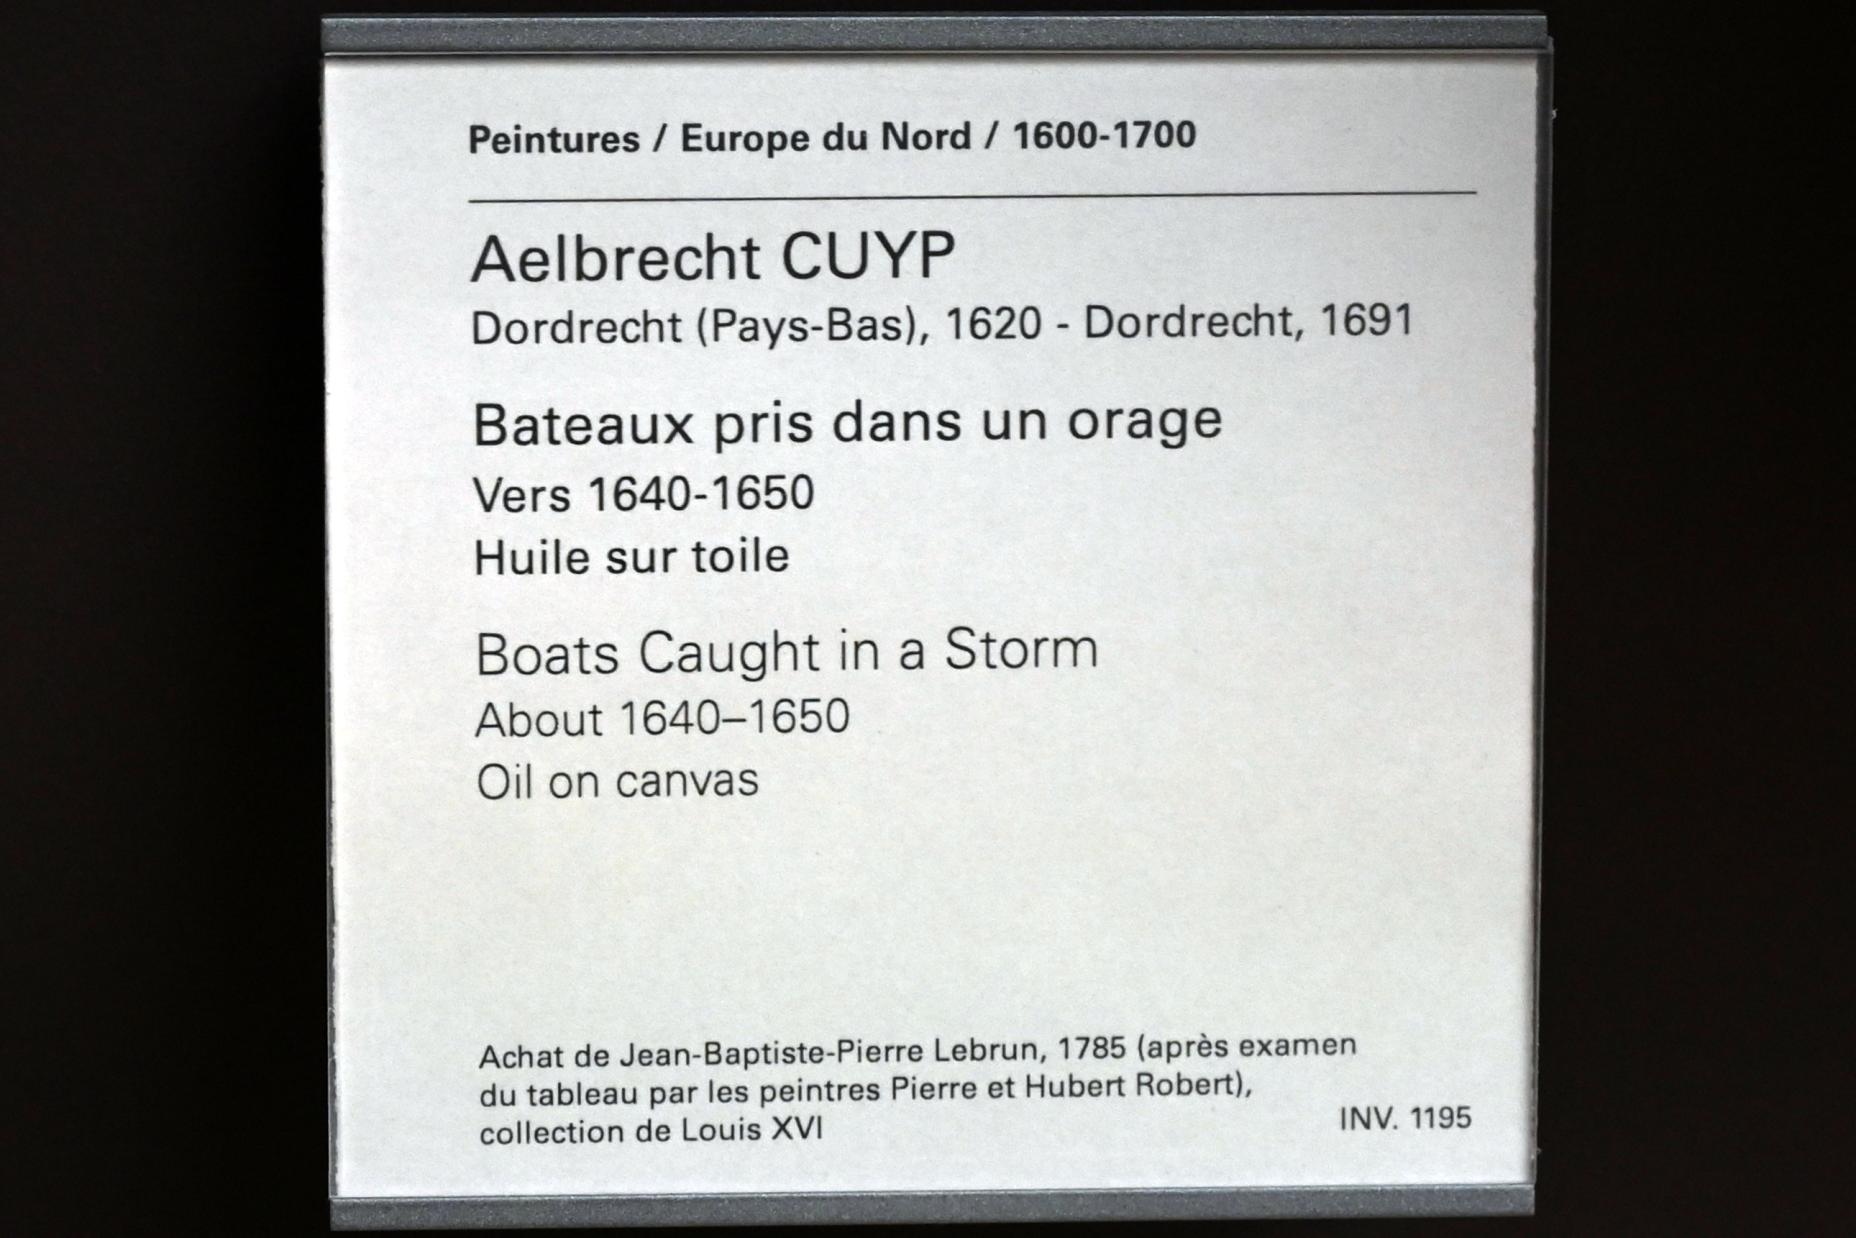 Peintures / Europe du Nord / 1600-1700
Aelbrecht CUYP
Dordrecht (Pays-Bas), 1620 - Dordrecht, 1691
Bateaux pris dans un orage
Vers 1640-1650
Huile sur toile
Boats Caught in a Storm
About 1640–1650
Oil on canvas
Achat de Jean-Baptiste-Pierre Lebrun, 1785 (après examen
du tableau par les peintres Pierre et Hubert Robert),
collection de Louis XVI
INV. 1195